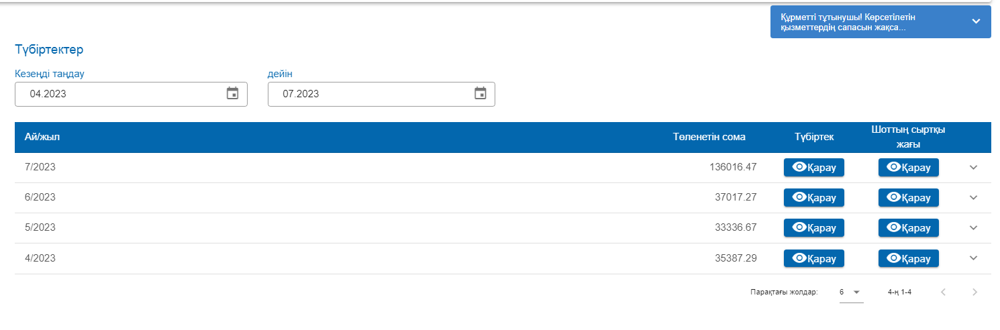 Құрметті тұтынушы! Көрсетілетін
қызметтердің сапасын жақса...
Түбіртектер
Кезеңді таңдау дейін
04.2023 07.2023
Ай/жыл Төленетін сома Түбіртек Шоттың сыртқы
жағы
7/2023 136016.47 Қарау Қарау
6/2023 37017.27 Қарау Қарау
5/2023 33336.67 Қарау Қарау
4/2023 35387.29 Қарау Қарау
Парақтағы жолдар: 6 4-ң 1-4